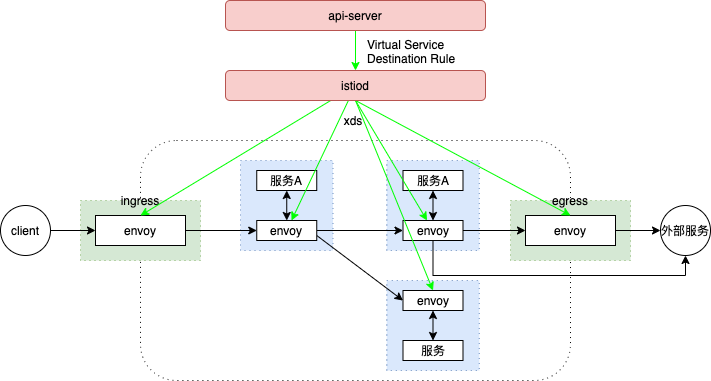 api-server
Virtual Service
Destination Rule
istiod
xds
ingress
服务A
服务A
egress
client
envoy
envoy
envoy
envoy
外部服务
envoy
服务